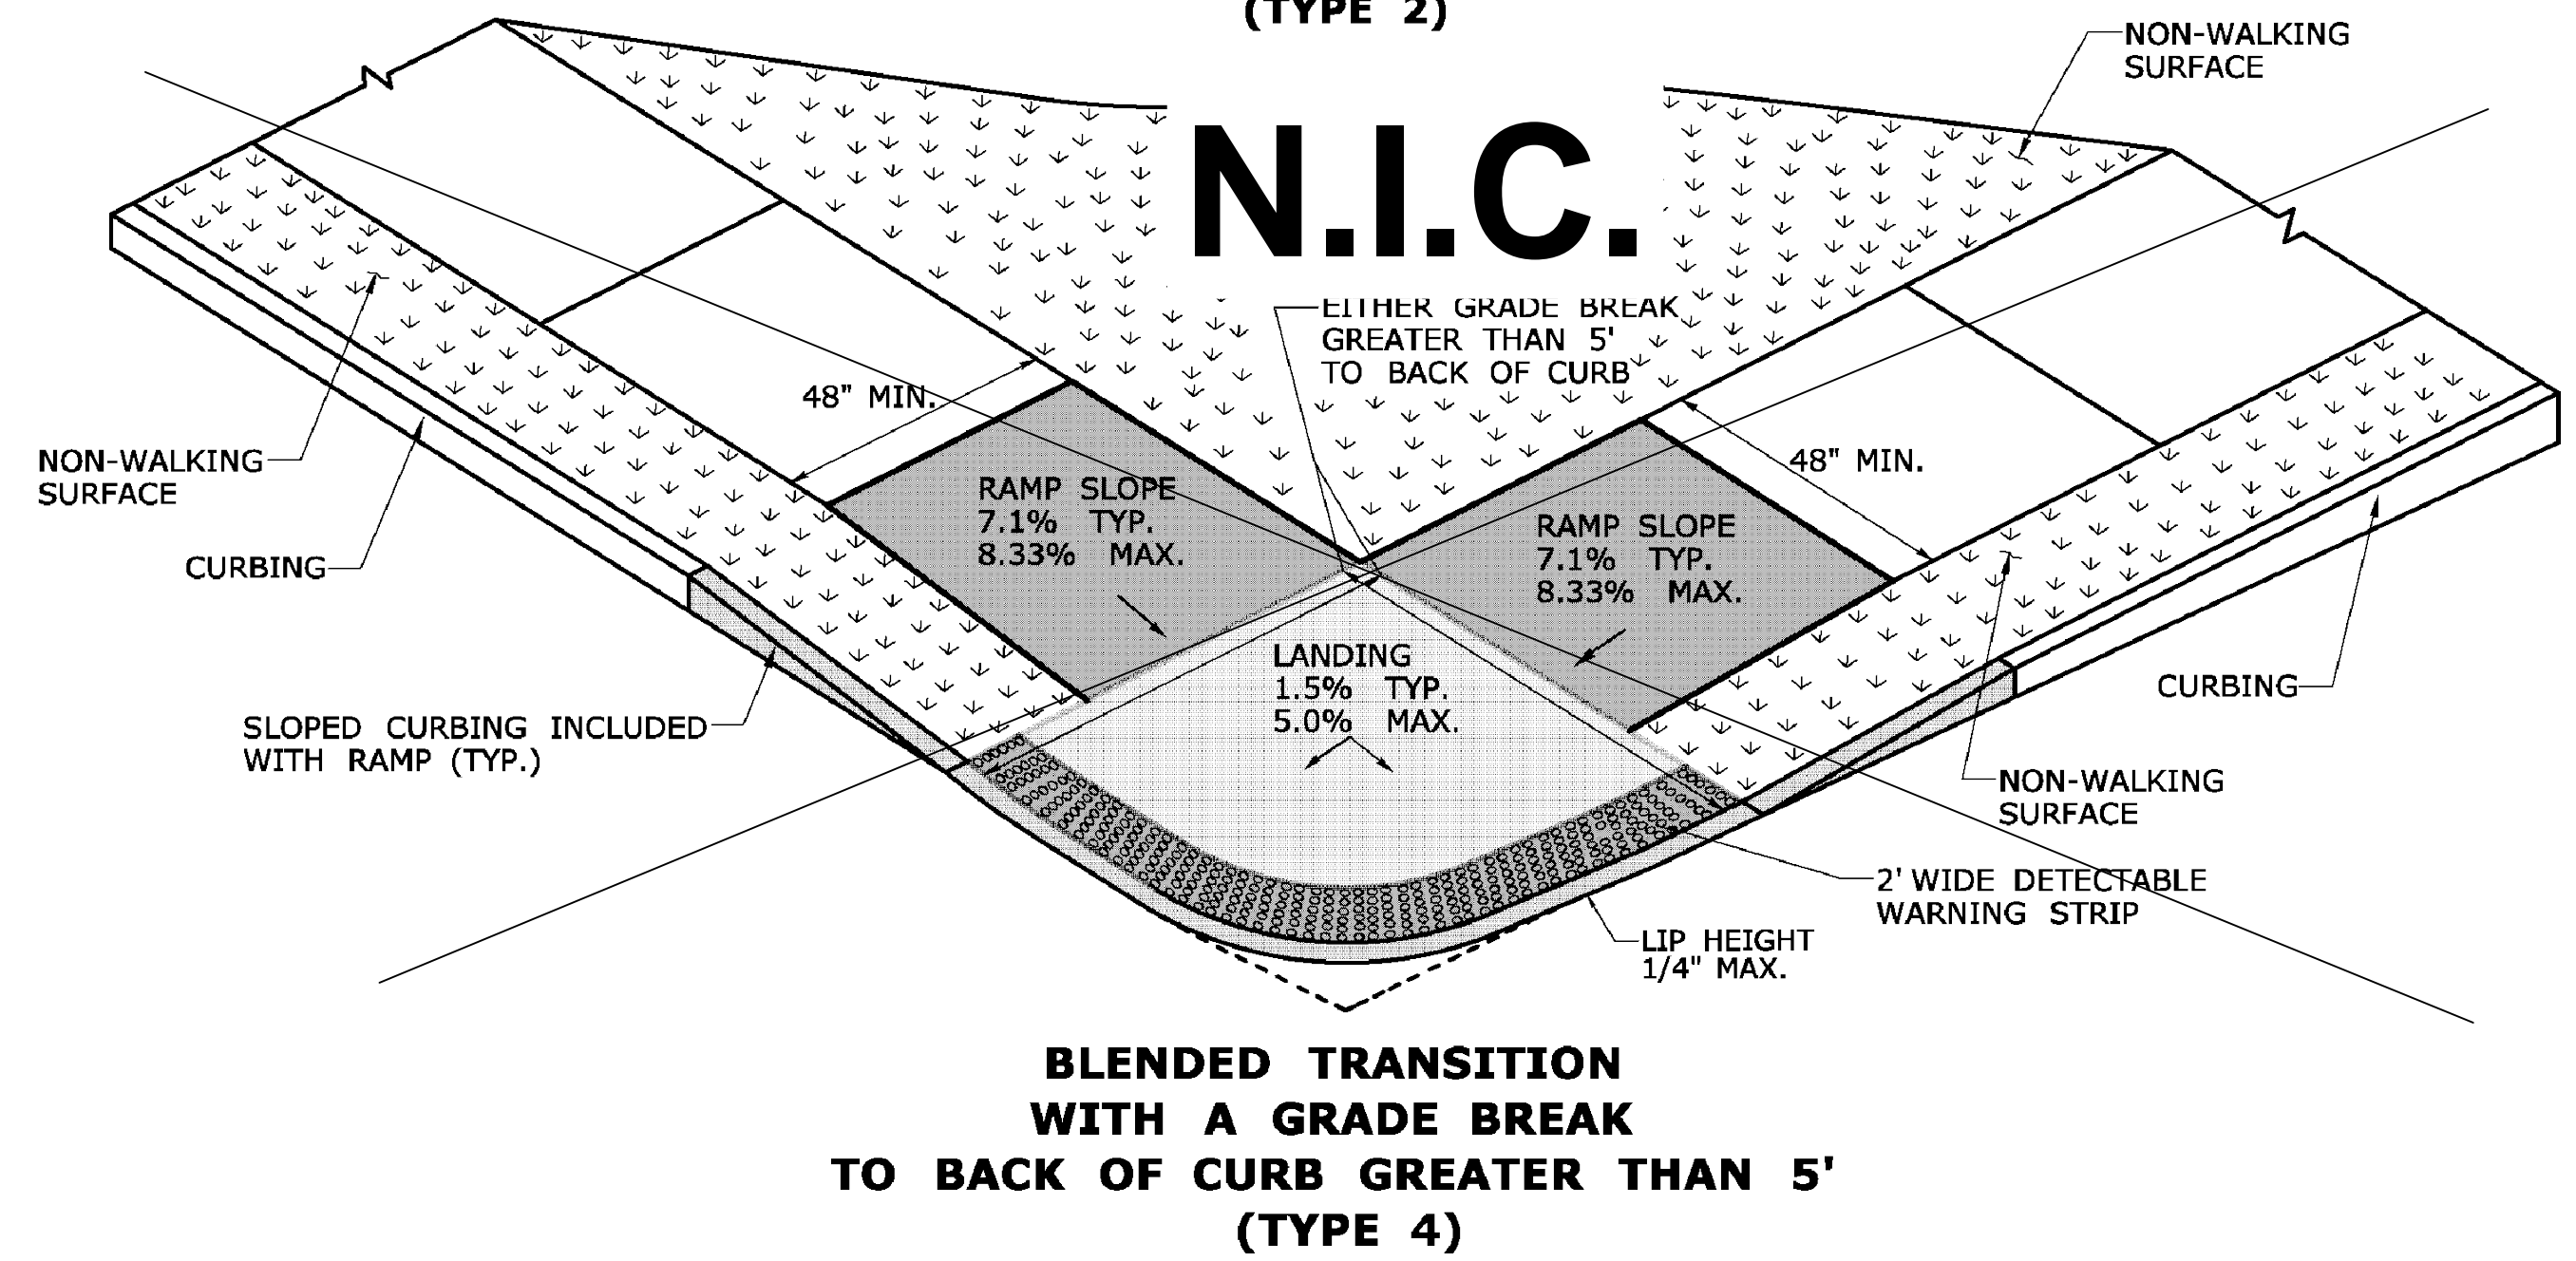 (TYPE 2)
NON-WALKING
SURFACE
N.I.C.
EITHER GRADE BREAK
GREATER THAN 5'
TO BACK OF CURB
48" MIN.
48" MIN.
NON-WALKING
SURFACE
RAMP SLOPE
7.1% TYP.
8.33% MAX.
RAMP SLOPE
7.1% TYP.
8.33% MAX.
CURBING
LANDING
1.5% TYP.
5.0% MAX.
CURBING
SLOPED CURBING INCLUDED
WITH RAMP (TYP.)
NON-WALKING
SURFACE
2' WIDE DETECTABLE
WARNING STRIP
LIP HEIGHT
1/4" MAX.
BLENDED TRANSITION
WITH A GRADE BREAK
TO BACK OF CURB GREATER THAN 5'
(TYPE 4)